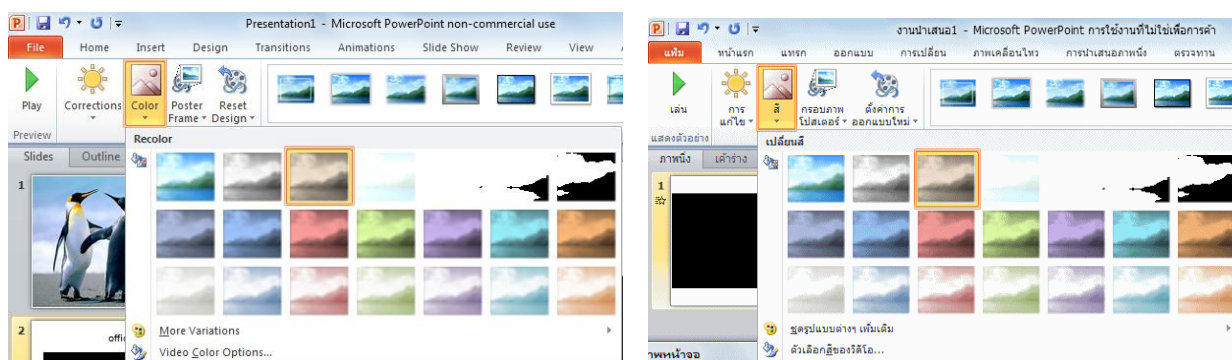 Presentation1 - Microsoft PowerPoint non-commercial use
File Home Insert Design Transitions Animations Slide Show Review View
Play Corrections Color Poster Frame Reset Design
Preview
Recolor
Slides Outline
1
2
More Variations
Video Color Options...
งานนำเสนอ1 - Microsoft PowerPoint การใช้งานที่ไม่ใช่เพื่อการค้า
แฟ้ม หน้าแรก แทรก ออกแบบ การเปลี่ยน ภาพเคลื่อนไหว การนำเสนอภาพนิ่ง ตรวจทาน
เล่น การแก้ไข สี กรอบภาพโปสเตอร์ ตั้งค่าการออกแบบใหม่
แสดงตัวอย่าง
เปลี่ยนสี
ภาพนิ่ง เค้าร่าง
1
ชุดรูปแบบต่างๆ เพิ่มเติม
ตัวเลือกสีของวิดีโอ...